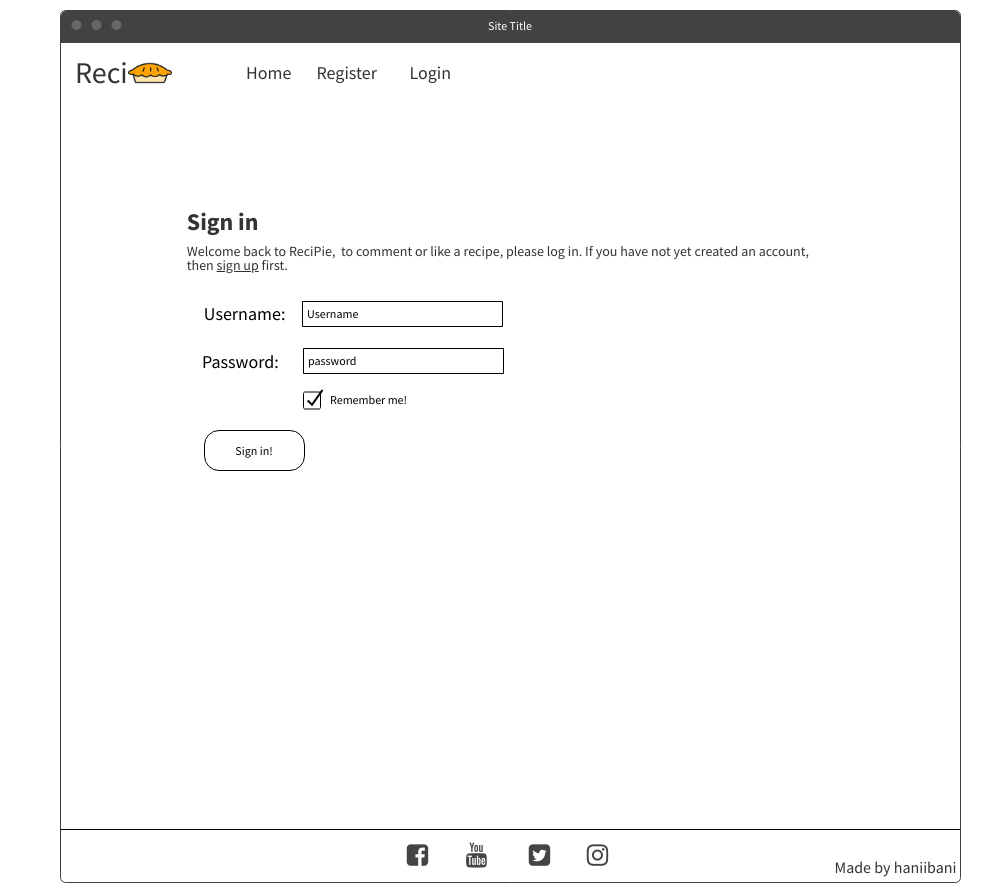 Site Title
Reci
Home Register Login
Sign in
Welcome back to ReciPie, to comment or like a recipe, please log in. If you have not yet created an account,
then sign up first.
Username: Username
Password: password
Remember me!
Sign in!
You
Tube
Made by haniibani